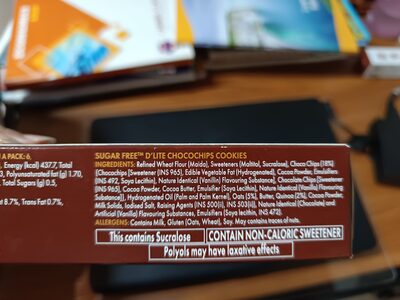 A PACK: 6.
Energy (kcal) 437.7, Total
3, Polyunsaturated fat (g) 1.70,
Total Sugars (g) 0.5,
8.7%, Trans Fat 0.7%,
SUGAR FREE™ D'LITE CHOCOCHIPS COOKIES
INGREDIENTS: Refined Wheat Flour (Maida), Sweeteners (Maltitol, Sucralose), Choco Chips (18%)
[Chocochips (Sweetener (INS 965), Edible Vegetable Fat (Hydrogenated), Cocoa Powder, Emulsifiers
(INS 492, Soya Lecithin), Nature Identical (Vanilla) Flavouring Substance], Chocolate Chips (Sweetener
(INS 965), Cocoa Powder, Cocoa Butter, Emulsifier (Soya Lecithin), Nature Identical (Vanilla) Flavouring
Substance)], Hydrogenated Oil (Palm and Palm Kernel), Oats (5%), Butter, Quinoa (2%), Cocoa Powder,
Milk Solids, Iodised Salt, Raising Agents (INS 500(ii), INS 503(ii)), Nature Identical (Chocolate) and
Artificial (Vanilla) Flavouring Substances, Emulsifiers (Soya lecithin, INS 472).
ALLERGENS: Contains Milk, Gluten (Oats, Wheat), Soy. May contains traces of nuts.
This contains Sucralose
CONTAIN NON-CALORIC SWEETENER
Polyols may have laxative effects